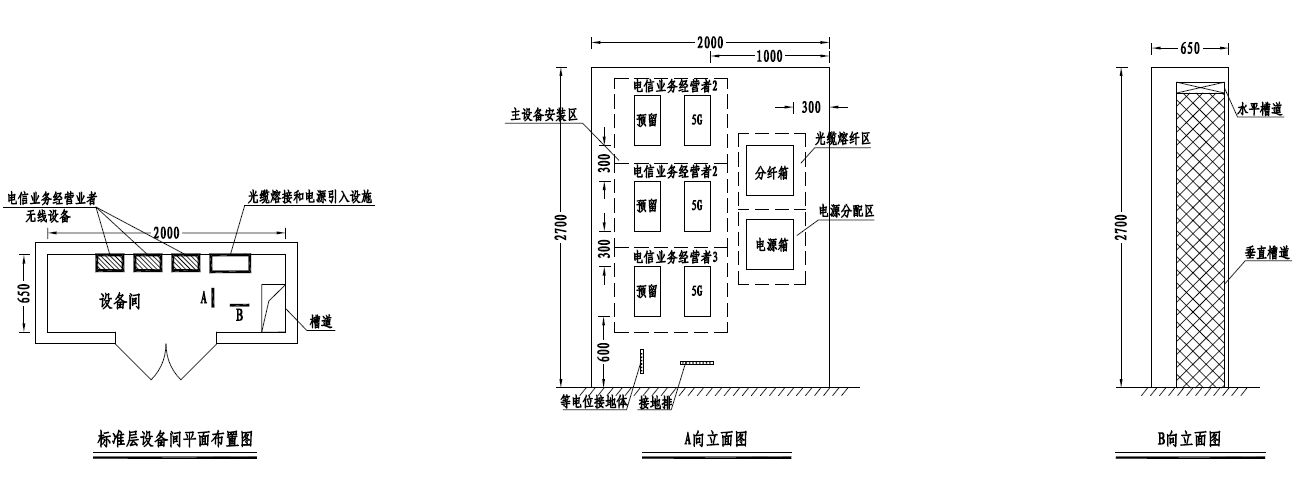 电信业务经营业者
无线设备
光缆熔接和电源引入设施
2000
650
设备间
A
B
槽道
标准层设备间平面布置图
2000
1000
300
2700
主设备安装区
电信业务经营者2
预留
5G
300
电信业务经营者2
预留
5G
300
电信业务经营者3
预留
5G
600
光缆熔纤区
分纤箱
电源分配区
电源箱
等电位接地体
接地排
A向立面图
650
2700
水平槽道
垂直槽道
B向立面图